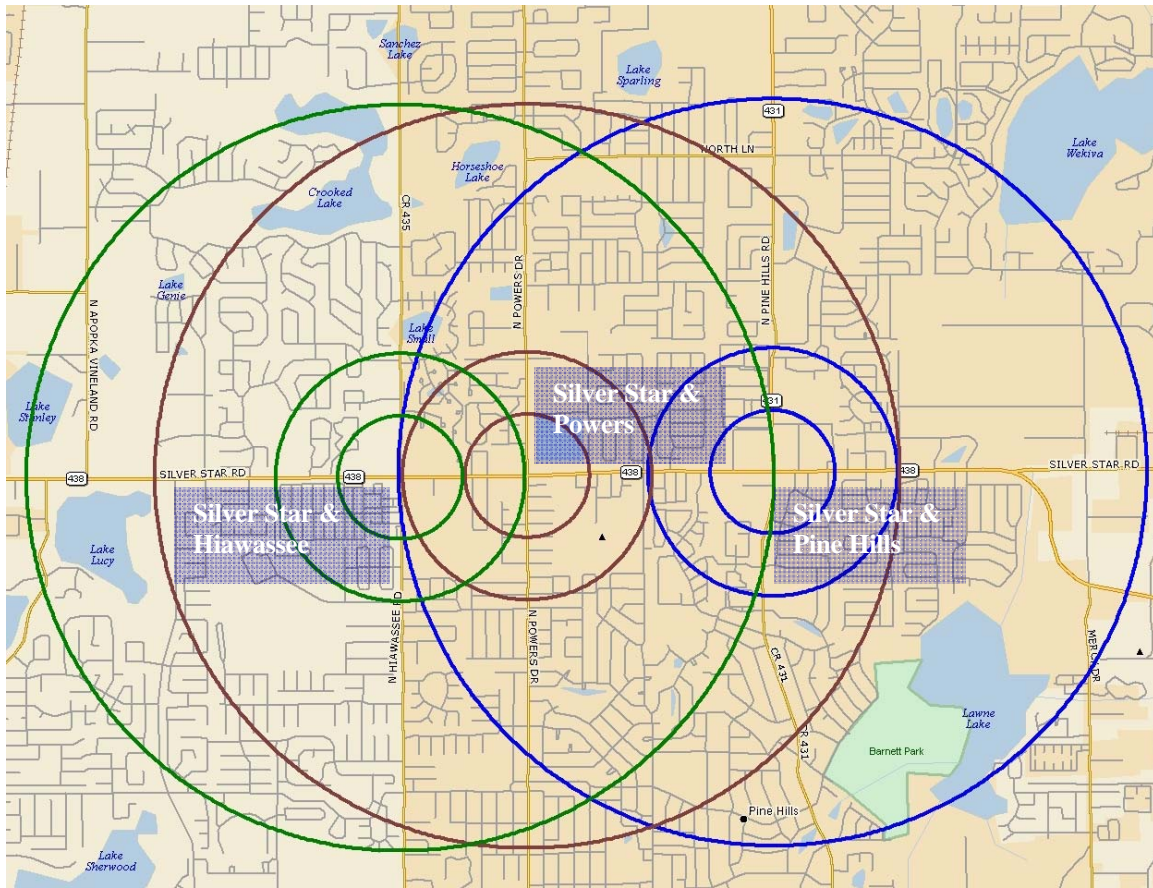 Sanchez
Lake
Lake
Sparling
431
Lake
Wekiva
NORTH LN
Horseshoe
Lake
Crooked
Lake
CR 435
N POWERS DR
N PINE HILLS RD
Lake
Genie
N APOPKA VINELAND RD
Lake
Small
Silver Star &
Powers
431
Lake
Stanley
438
SILVER STAR RD
438
438
438
SILVER STAR RD
Silver Star &
Hiawassee
Silver Star &
Pine Hills
Lake
Lucy
N HIAWASSEE RD
N POWERS DR
CR 431
Lawne
Lake
CR 431
Barnett Park
Pine Hills
Lake
Sherwood